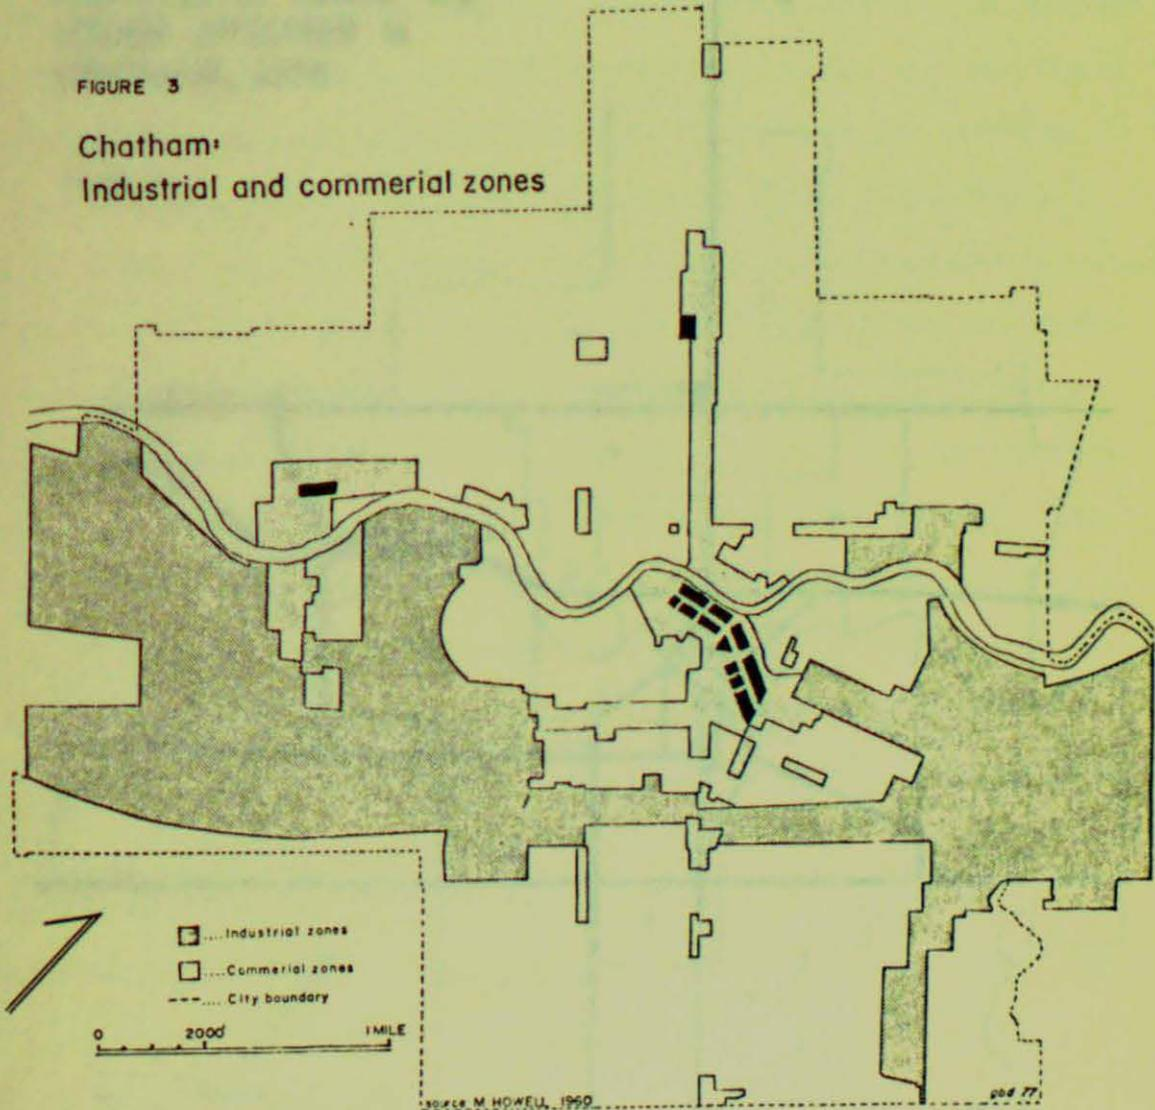 FIGURE 3
Chatham:
Industrial and commerial zones
....Industrial zones
....Commerial zones
---.... City boundary
0 2000' 1 MILE
source M HOWELL 1960
gbd 77